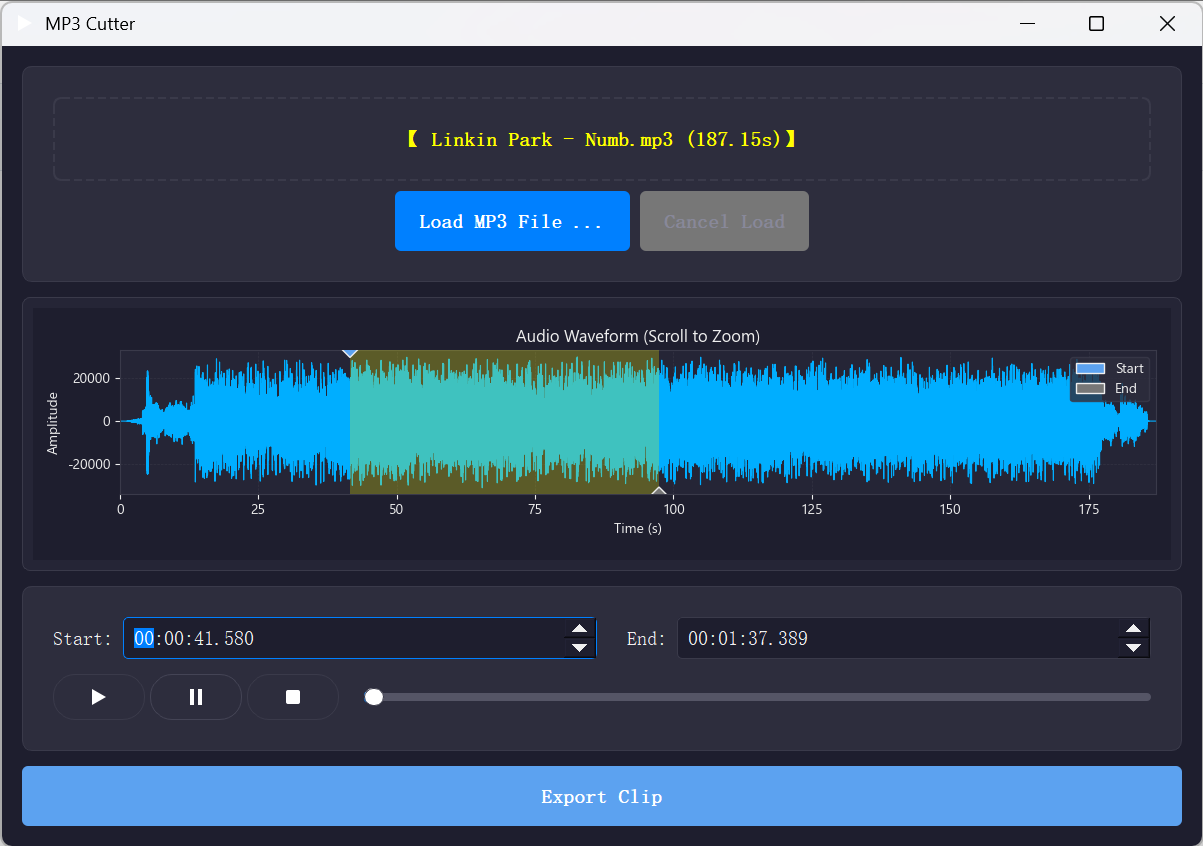 MP3 Cutter
【 Linkin Park - Numb.mp3 (187.15s)】
Load MP3 File ...
Cancel Load
Audio Waveform (Scroll to Zoom)
Start
End
Amplitude
20000
0
-20000
0 25 50 75 100 125 150 175
Time (s)
Start: 00:00:41.580 End: 00:01:37.389
Export Clip